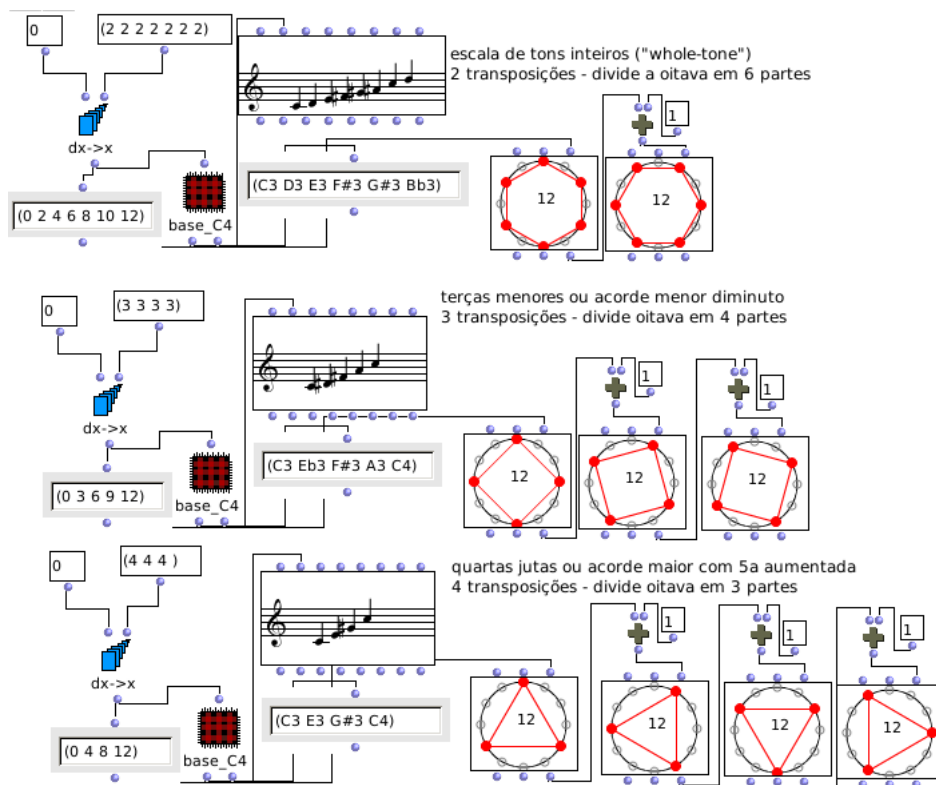 0
(2 2 2 2 2 2 2)
escala de tons inteiros ("whole-tone")
2 transposições - divide a oitava em 6 partes
1
dx->x
12
12
(C3 D3 E3 F#3 G#3 Bb3)
(0 2 4 6 8 10 12)
base_C4
terças menores ou acorde menor diminuto
3 transposições - divide oitava em 4 partes
0
(3 3 3 3)
1
1
dx->x
(C3 Eb3 F#3 A3 C4)
12
12
12
(0 3 6 9 12)
base_C4
quartas jutas ou acorde maior com 5a aumentada
4 transposições - divide oitava em 3 partes
0
(4 4 4 )
1
1
1
dx->x
(C3 E3 G#3 C4)
12
12
12
12
(0 4 8 12)
base_C4